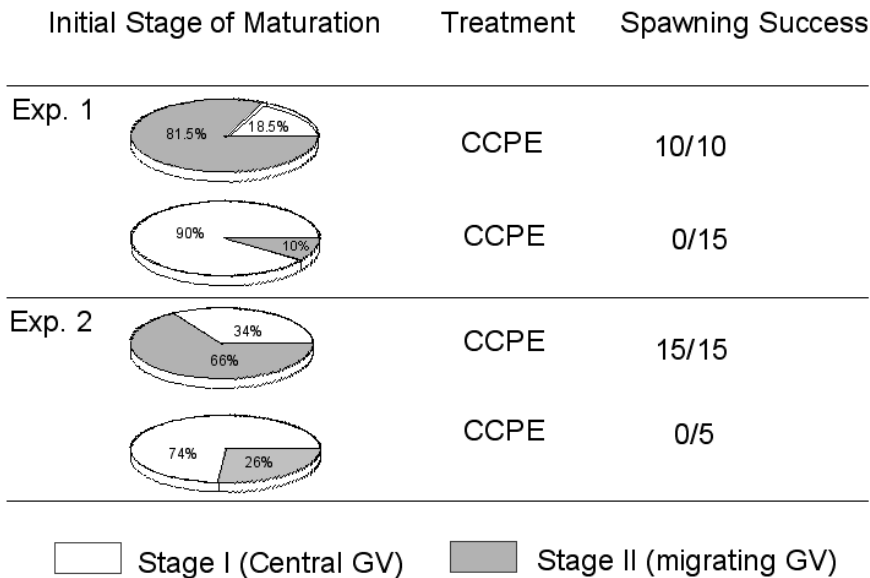 Initial Stage of Maturation Treatment Spawning Success
Exp. 1
81.5% 18.5% CCPE 10/10
90% 10% CCPE 0/15
Exp. 2
34%
66% CCPE 15/15
74% 26% CCPE 0/5
Stage I (Central GV) Stage II (migrating GV)